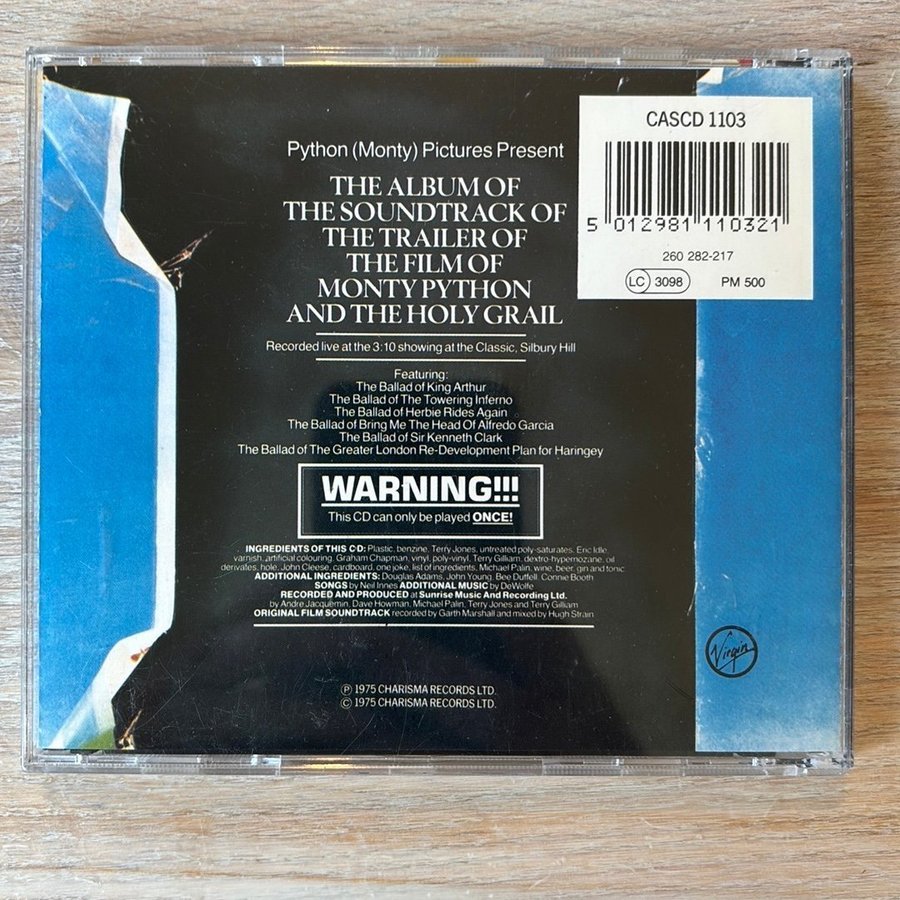 CASCD 1103
5 012981 110321
260 282-217
LC 3098 PM 500
Python (Monty) Pictures Present
THE ALBUM OF
THE SOUNDTRACK OF
THE TRAILER OF
THE FILM OF
MONTY PYTHON
AND THE HOLY GRAIL
Recorded live at the 3:10 showing at the Classic, Silbury Hill
Featuring:
The Ballad of King Arthur
The Ballad of The Towering Inferno
The Ballad of Herbie Rides Again
The Ballad of Bring Me The Head Of Alfredo Garcia
The Ballad of Sir Kenneth Clark
The Ballad of The Greater London Re-Development Plan for Haringey
WARNING!!!
This CD can only be played ONCE!
INGREDIENTS OF THIS CD: Plastic, benzine, Terry Jones, untreated poly-saturates, Eric Idle,
varnish, artificial colouring, Graham Chapman, vinyl, poly-vinyl, Terry Gilliam, dextro-hypernozane, oil
derivates, hole, John Cleese, cardboard, one joke, list of ingredients, Michael Palin, wine, beer, gin and tonic.
ADDITIONAL INGREDIENTS: Douglas Adams, John Young, Bee Duffell, Connie Booth
SONGS by Neil Innes ADDITIONAL MUSIC by DeWolfe
RECORDED AND PRODUCED at Sunrise Music And Recording Ltd.
by Andre Jacquemin, Dave Howman, Michael Palin, Terry Jones and Terry Gilliam
ORIGINAL FILM SOUNDTRACK recorded by Garth Marshall and mixed by Hugh Strain
Virgin
Ⓟ 1975 CHARISMA RECORDS LTD.
© 1975 CHARISMA RECORDS LTD.